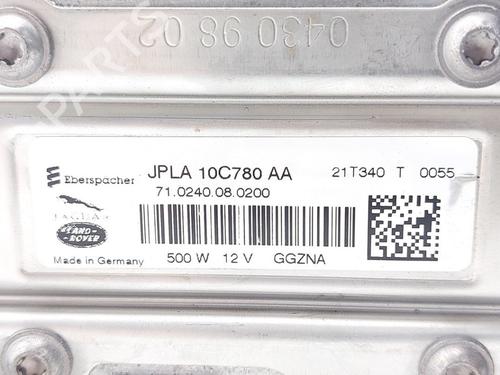 0430 98 02
PARTS
Eberspacher
JPLA 10C780 AA
21T340 T 0055
71.0240.08.0200
JAGUAR
LAND-
ROVER
Made in Germany
500 W 12 V GGZNA